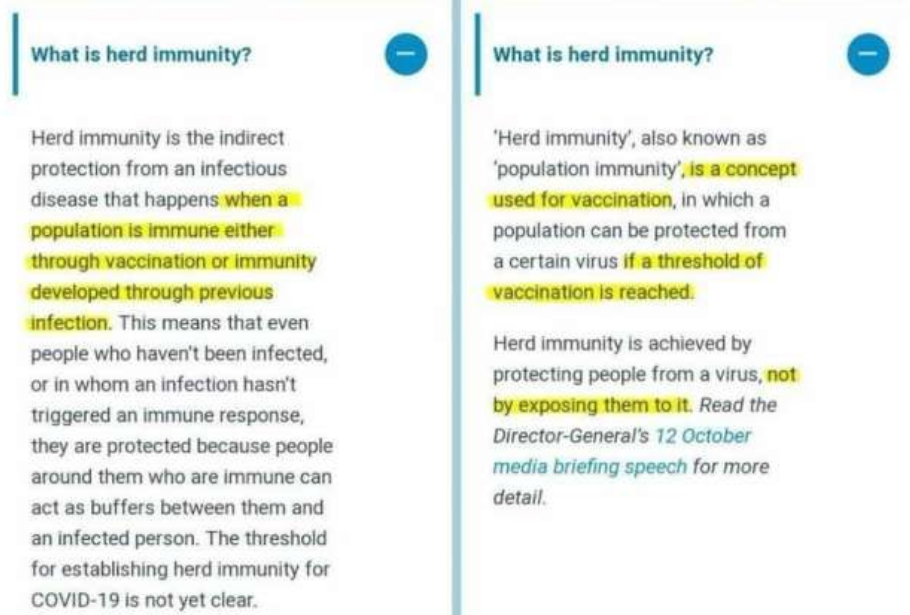 What is herd immunity?
Herd immunity is the indirect
protection from an infectious
disease that happens when a
population is immune either
through vaccination or immunity
developed through previous
infection. This means that even
people who haven't been infected,
or in whom an infection hasn't
triggered an immune response,
they are protected because people
around them who are immune can
act as buffers between them and
an infected person. The threshold
for establishing herd immunity for
COVID-19 is not yet clear.
What is herd immunity?
'Herd immunity', also known as
'population immunity', is a concept
used for vaccination, in which a
population can be protected from
a certain virus if a threshold of
vaccination is reached.
Herd immunity is achieved by
protecting people from a virus, not
by exposing them to it. Read the
Director-General's 12 October
media briefing speech for more
detail.